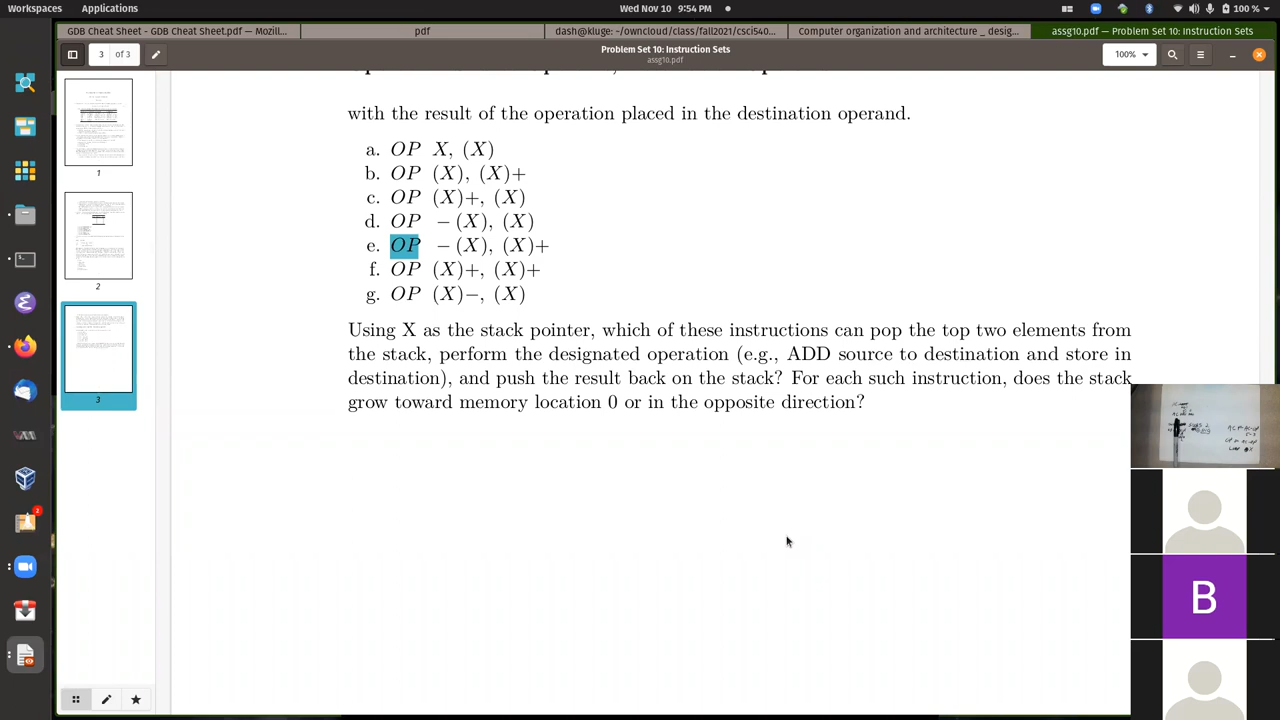 Workspaces Applications Wed Nov 10 9:54 PM 100 %
GDB Cheat Sheet - GDB Cheat Sheet.pdf — Mozill… pdf dash@kluge: ~/owncloud/class/fall2021/csci540… computer organization and architecture _ desig… assg10.pdf — Problem Set 10: Instruction Sets
3 of 3 Problem Set 10: Instruction Sets 100%
assg10.pdf
with the result of the operation placed in the destination operand.
a. OP X, (X)
b. OP (X), (X)+
c. OP (X)+, (X)
d. OP − (X), (X)
e. OP − (X), (X)+
f. OP (X)+, (X)+
g. OP (X)−, (X)
Using X as the stack pointer, which of these instructions can pop the top two elements from
the stack, perform the designated operation (e.g., ADD source to destination and store in
destination), and push the result back on the stack? For each such instruction, does the stack
grow toward memory location 0 or in the opposite direction?
1
2
3
2
B